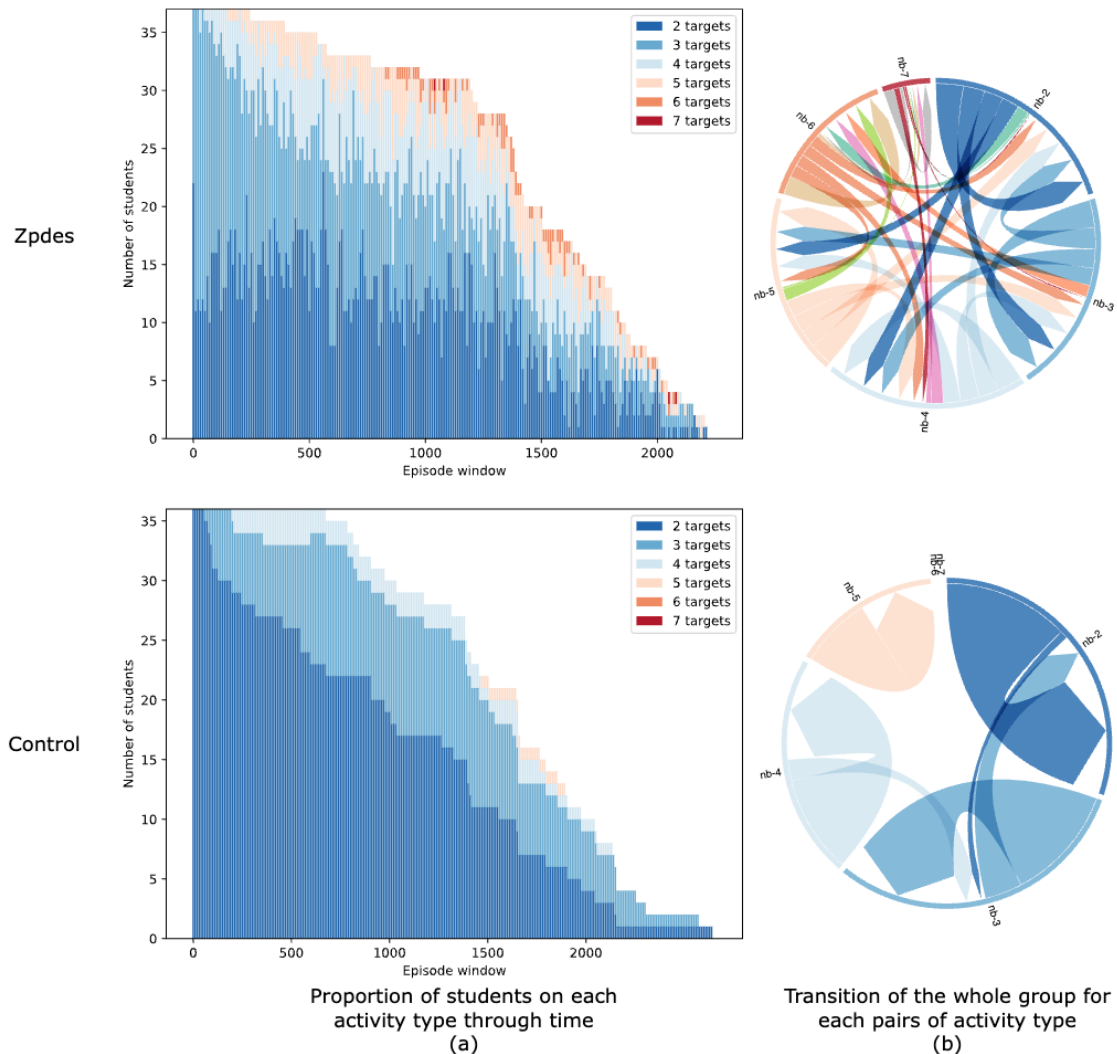 Zpdes
Number of students
35
30
25
20
15
10
5
0
0 500 1000 1500 2000
Episode window
2 targets
3 targets
4 targets
5 targets
6 targets
7 targets
nb-7
nb-2
nb-6
nb-5
nb-3
nb-4
Control
Number of students
35
30
25
20
15
10
5
0
0 500 1000 1500 2000
Episode window
2 targets
3 targets
4 targets
5 targets
6 targets
7 targets
nb-7
nb-6
nb-5
nb-2
nb-4
nb-3
Proportion of students on each
activity type through time
(a)
Transition of the whole group for
each pairs of activity type
(b)